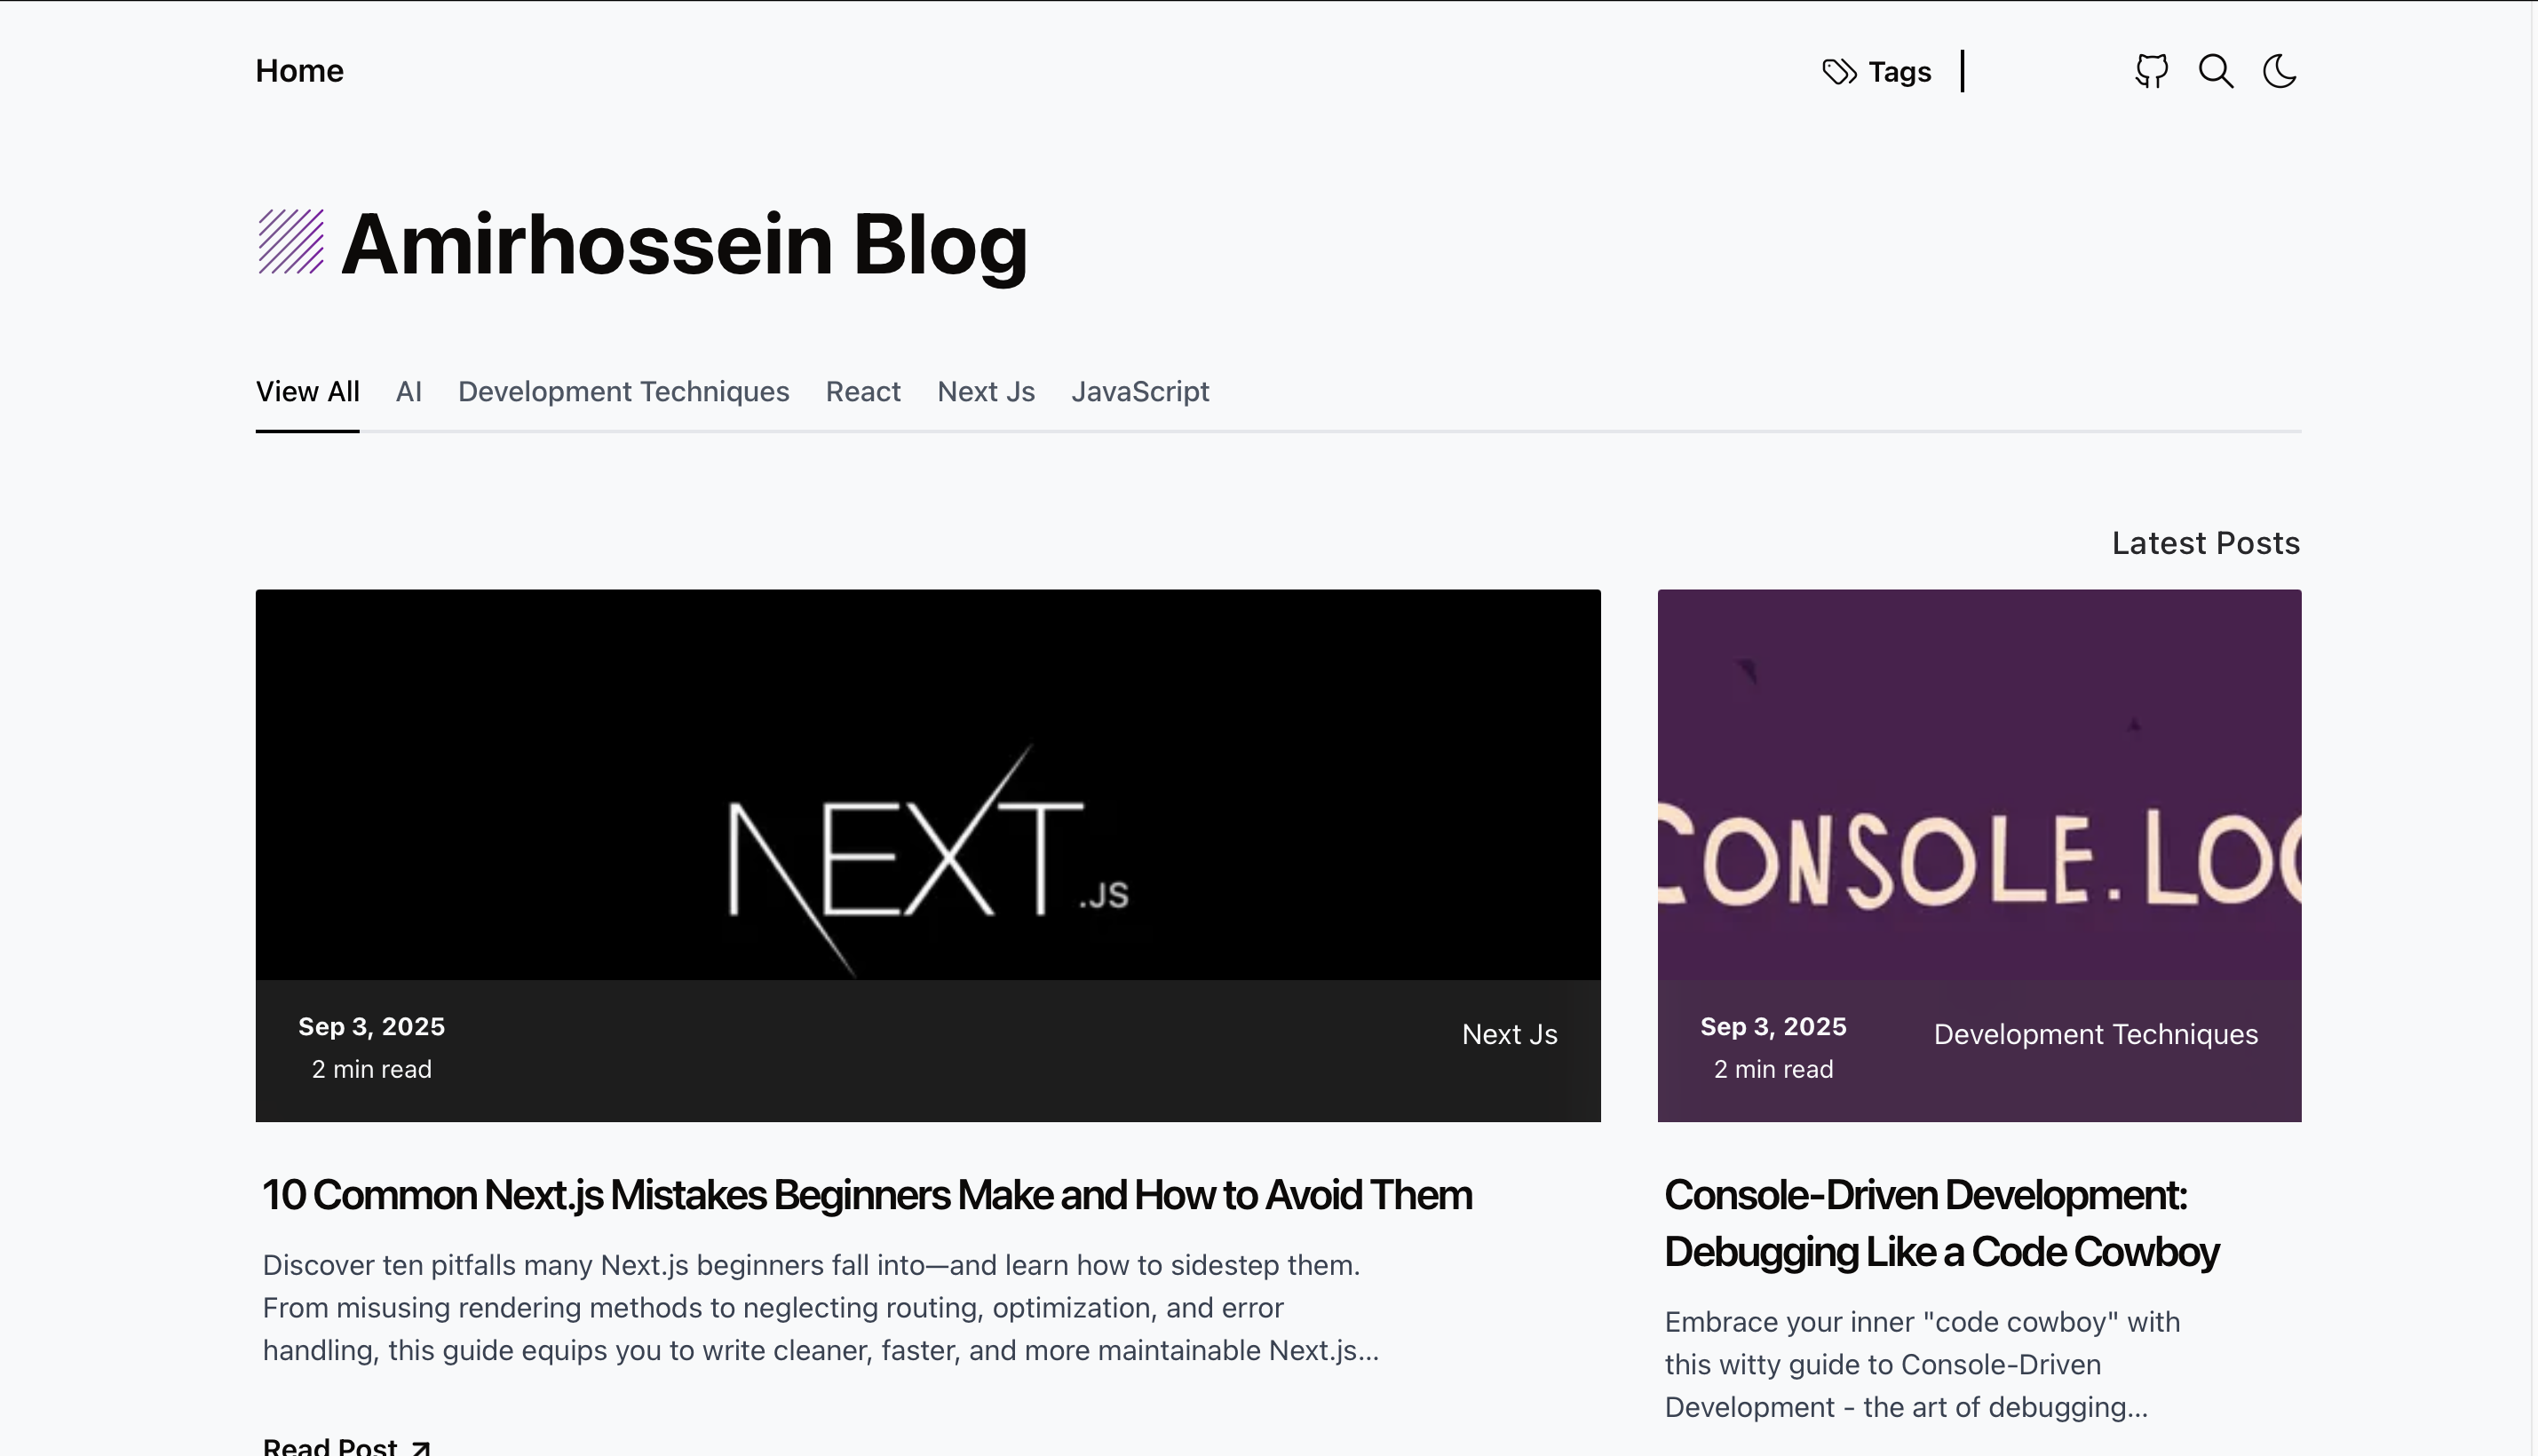 Home
Tags
Amirhossein Blog
View All AI Development Techniques React Next Js JavaScript
Latest Posts
NEXT.JS
Sep 3, 2025
2 min read
Next Js
10 Common Next.js Mistakes Beginners Make and How to Avoid Them
Discover ten pitfalls many Next.js beginners fall into—and learn how to sidestep them.
From misusing rendering methods to neglecting routing, optimization, and error
handling, this guide equips you to write cleaner, faster, and more maintainable Next.js...
Read Post
CONSOLE.LOG
Sep 3, 2025
2 min read
Development Techniques
Console-Driven Development:
Debugging Like a Code Cowboy
Embrace your inner "code cowboy" with
this witty guide to Console-Driven
Development - the art of debugging...